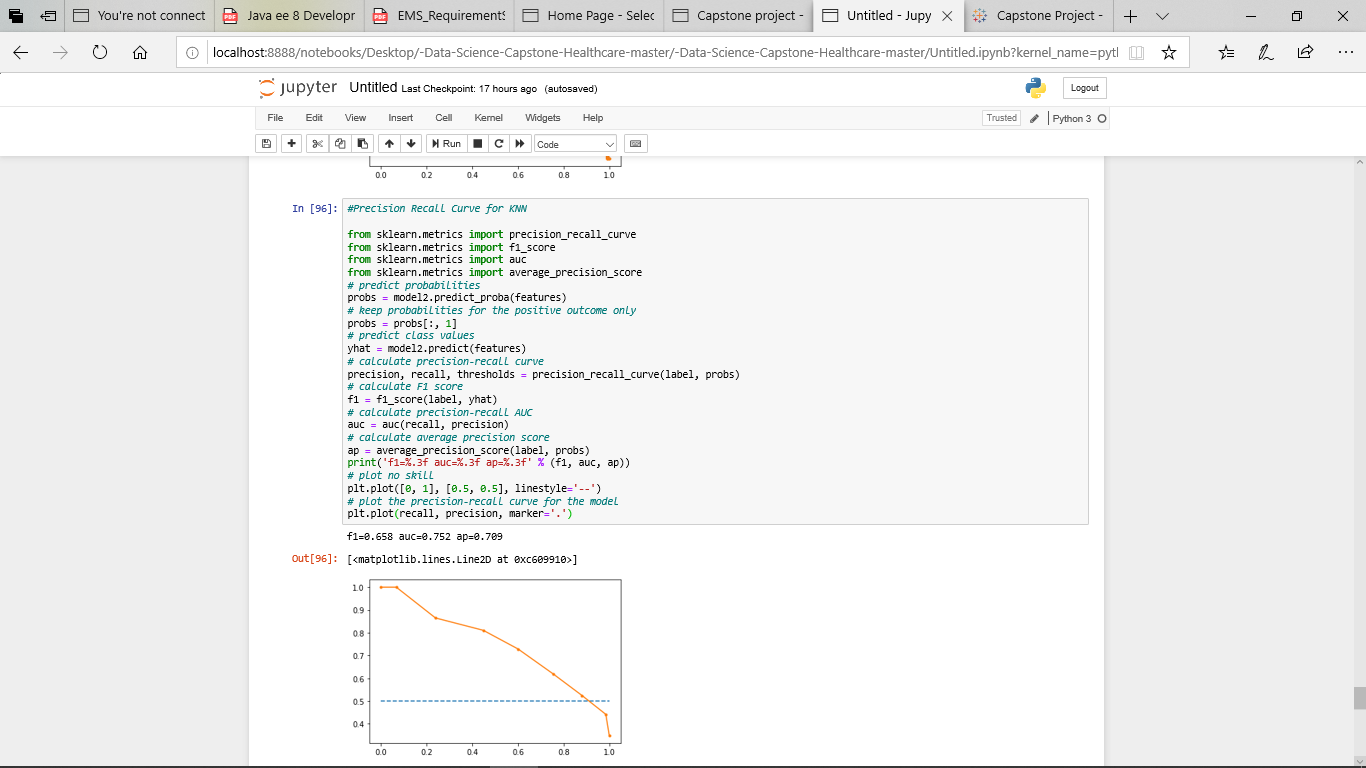 You're not connect
Java ee 8 Developr
EMS_Requirements
Home Page - Selec
Capstone project -
Untitled - Jupy
Capstone Project -
localhost:8888/notebooks/Desktop/-Data-Science-Capstone-Healthcare-master/-Data-Science-Capstone-Healthcare-master/Untitled.ipynb?kernel_name=pytl
jupyter Untitled Last Checkpoint: 17 hours ago (autosaved)
Logout
File Edit View Insert Cell Kernel Widgets Help
Trusted Python 3
Run Code
0.0 0.2 0.4 0.6 0.8 1.0
In [96]: #Precision Recall Curve for KNN
from sklearn.metrics import precision_recall_curve
from sklearn.metrics import f1_score
from sklearn.metrics import auc
from sklearn.metrics import average_precision_score
# predict probabilities
probs = model2.predict_proba(features)
# keep probabilities for the positive outcome only
probs = probs[:, 1]
# predict class values
yhat = model2.predict(features)
# calculate precision-recall curve
precision, recall, thresholds = precision_recall_curve(label, probs)
# calculate F1 score
f1 = f1_score(label, yhat)
# calculate precision-recall AUC
auc = auc(recall, precision)
# calculate average precision score
ap = average_precision_score(label, probs)
print('f1=%.3f auc=%.3f ap=%.3f' % (f1, auc, ap))
# plot no skill
plt.plot([0, 1], [0.5, 0.5], linestyle='--')
# plot the precision-recall curve for the model
plt.plot(recall, precision, marker='.')
f1=0.658 auc=0.752 ap=0.709
Out[96]: [<matplotlib.lines.Line2D at 0xc609910>]
1.0
0.9
0.8
0.7
0.6
0.5
0.4
0.0 0.2 0.4 0.6 0.8 1.0